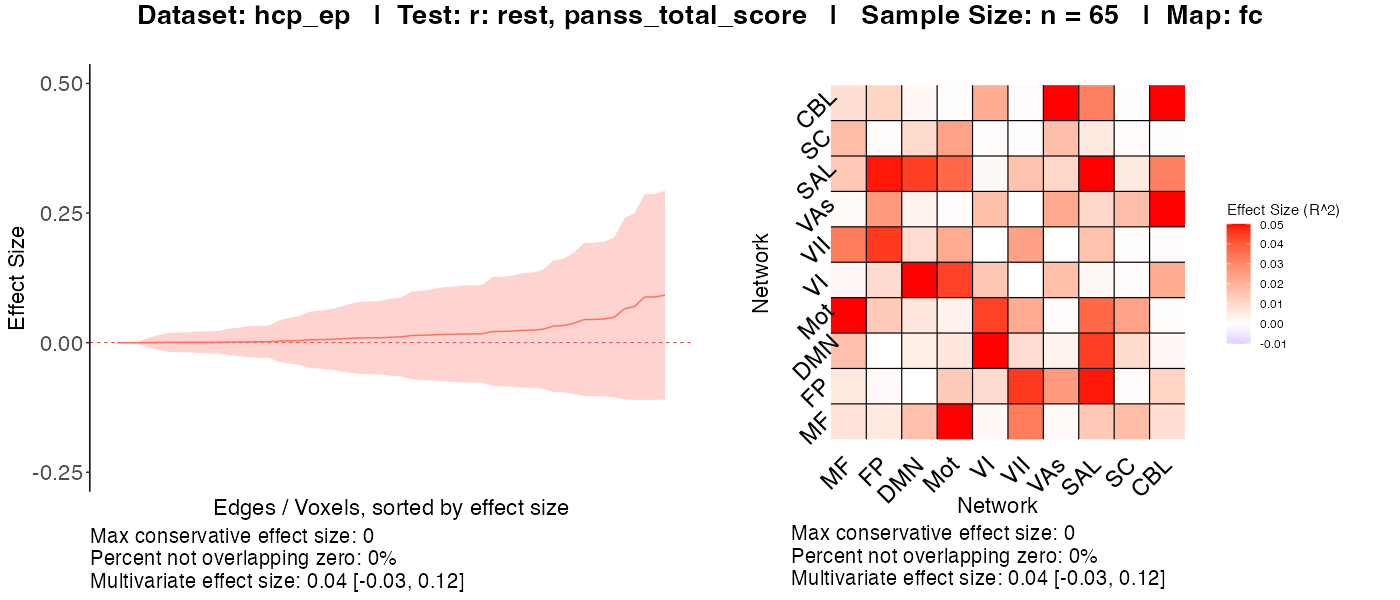 Dataset: hcp_ep   |  Test: r: rest, panss_total_score   |   Sample Size: n = 65   |  Map: fc
0.50
0.25
0.00
-0.25
Effect Size
Edges / Voxels, sorted by effect size
Max conservative effect size: 0
Percent not overlapping zero: 0%
Multivariate effect size: 0.04 [-0.03, 0.12]
Network
CBL
SC
SAL
VAs
VII
VI
Mot
DMN
FP
MF
MF
FP
DMN
Mot
VI
VII
VAs
SAL
SC
CBL
Network
Effect Size (R^2)
0.05
0.04
0.03
0.02
0.01
0.00
-0.01
Max conservative effect size: 0
Percent not overlapping zero: 0%
Multivariate effect size: 0.04 [-0.03, 0.12]